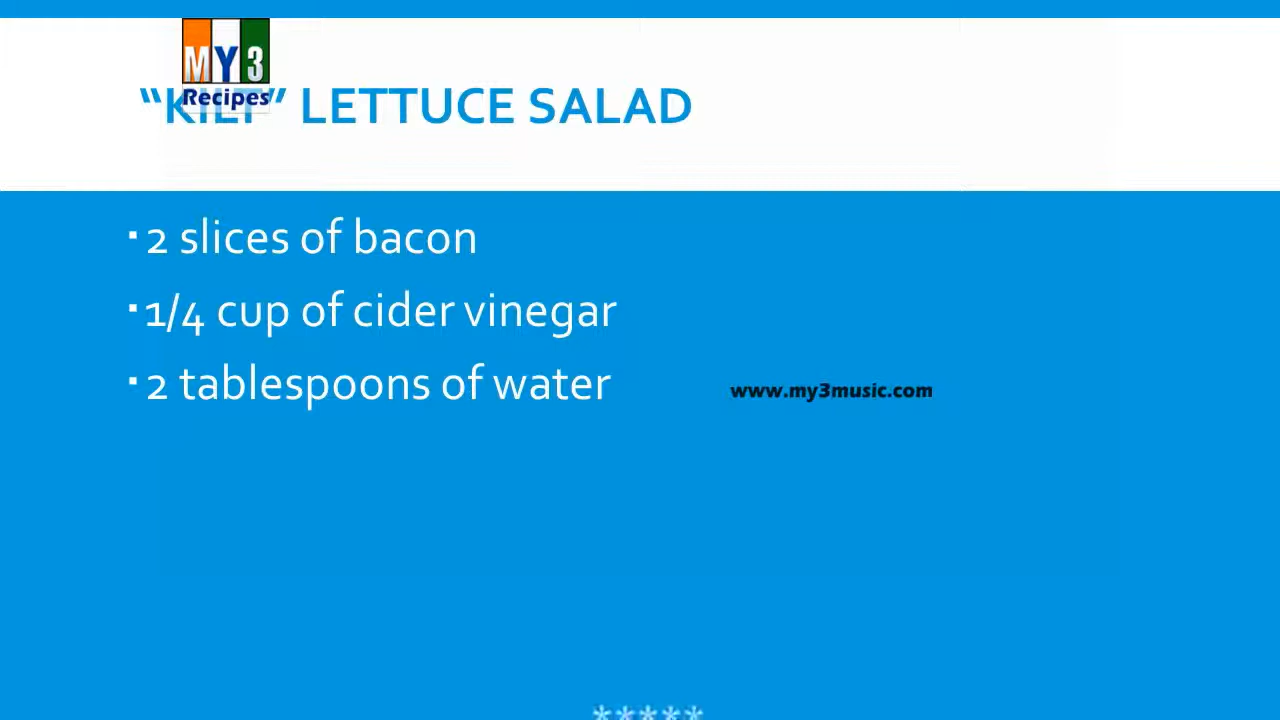 MY3
Recipes
“KILT” LETTUCE SALAD
▪2 slices of bacon
▪1/4 cup of cider vinegar
▪2 tablespoons of water
www.my3music.com
*****